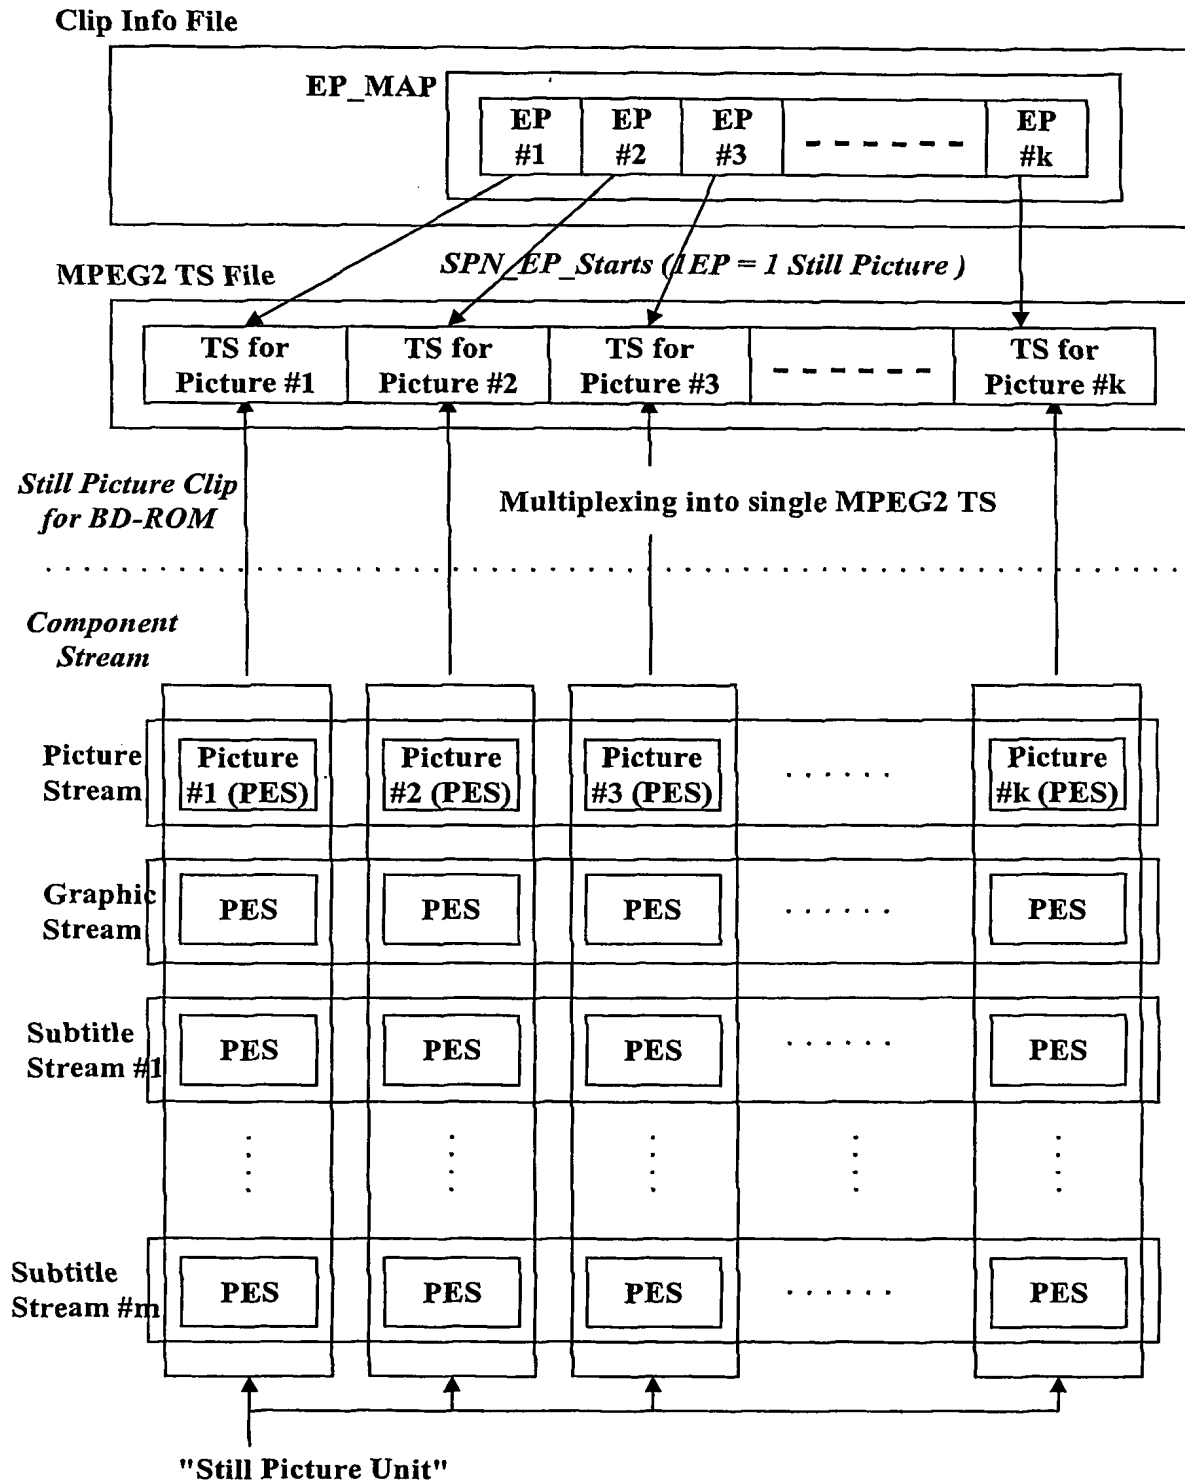 Clip Info File
EP_MAP
EP #1
EP #2
EP #3
EP #k
SPN_EP_Starts (1EP = 1 Still Picture )
MPEG2 TS File
TS for Picture #1
TS for Picture #2
TS for Picture #3
TS for Picture #k
Still Picture Clip
for BD-ROM
Multiplexing into single MPEG2 TS
Component
Stream
Picture
Stream
Picture #1 (PES)
Picture #2 (PES)
Picture #3 (PES)
Picture #k (PES)
Graphic
Stream
PES
PES
PES
PES
Subtitle
Stream #1
PES
PES
PES
PES
Subtitle
Stream #m
PES
PES
PES
PES
"Still Picture Unit"